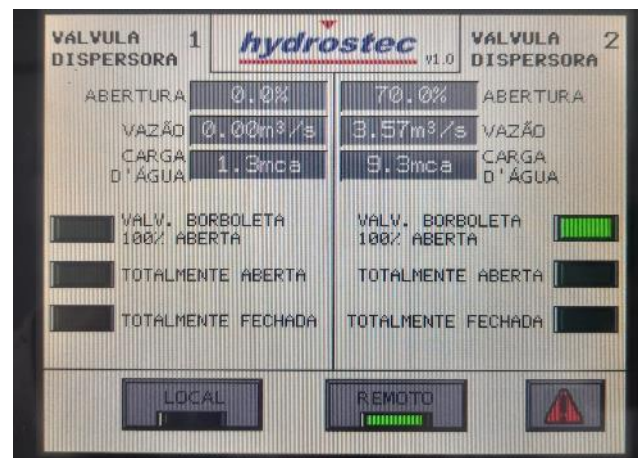 VÁLVULA 1
DISPERSORA
hydrostec
v1.0
VÁLVULA 2
DISPERSORA
ABERTURA 0.0%
70.0% ABERTURA
VAZÃO 0.00m³/s
3.57m³/s VAZÃO
CARGA
D'ÁGUA 1.3mca
9.3mca CARGA
D'ÁGUA
VALV. BORBOLETA
100% ABERTA
VALV. BORBOLETA
100% ABERTA
TOTALMENTE ABERTA
TOTALMENTE ABERTA
TOTALMENTE FECHADA
TOTALMENTE FECHADA
LOCAL
REMOTO